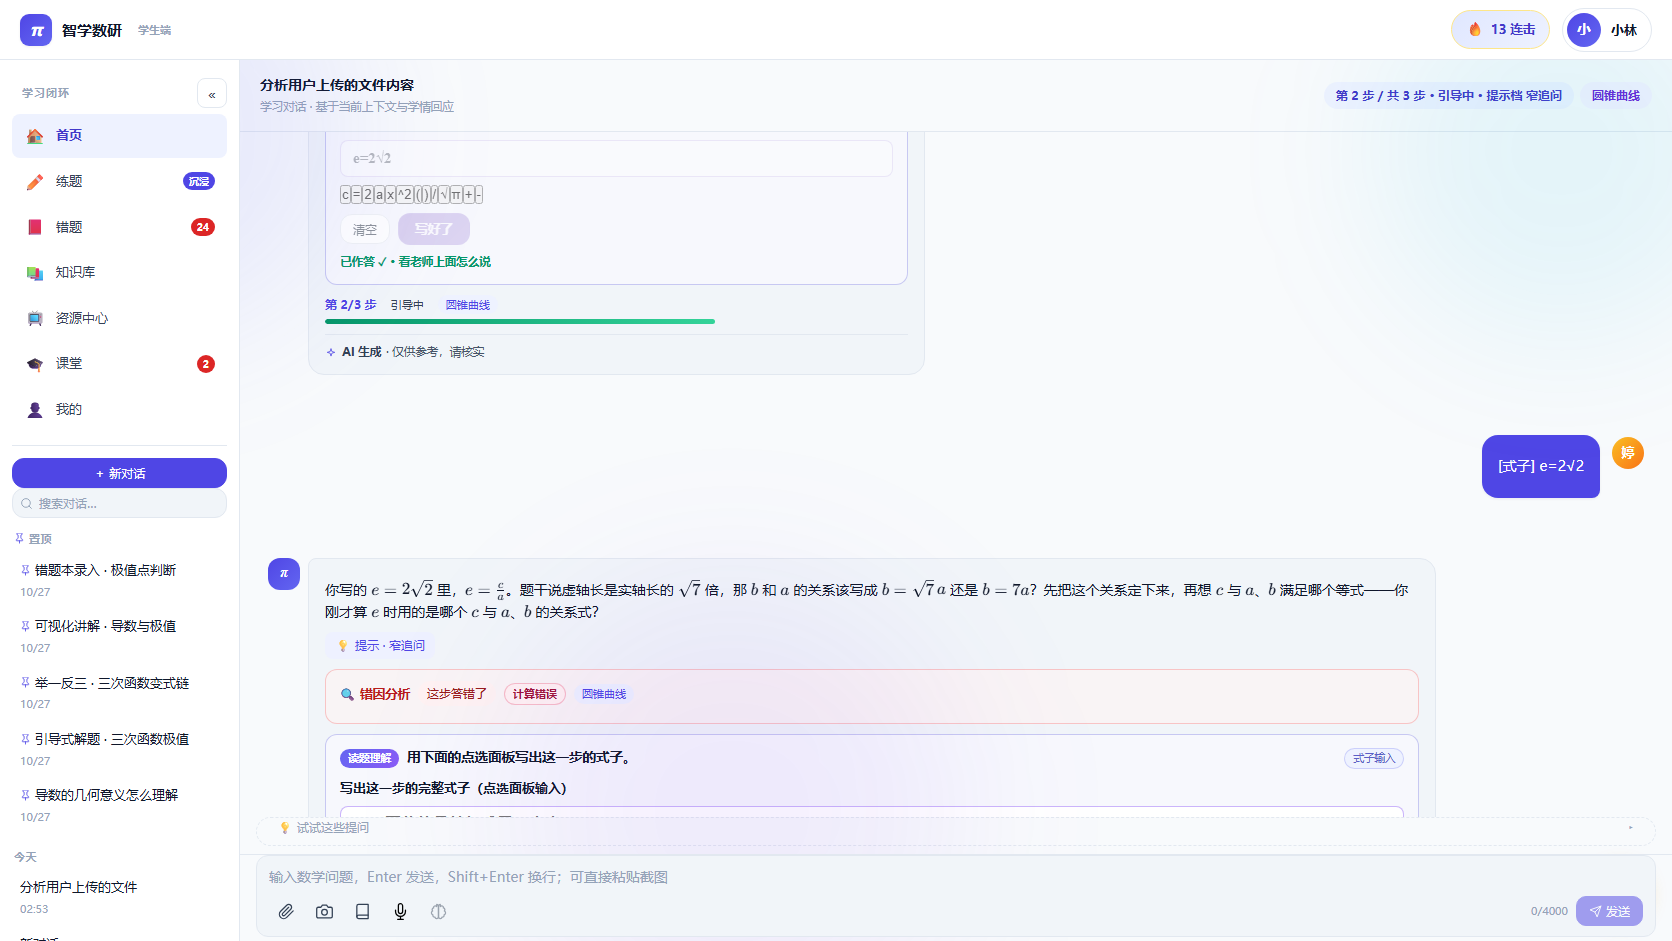 π 智学数研 学生端
13 连击
小 小林
学习闭环 «
首页
练题 沉浸
错题 24
知识库
资源中心
课堂 2
我的
+ 新对话
搜索对话...
置顶
错题本录入 · 极值点判断
10/27
可视化讲解 · 导数与极值
10/27
举一反三 · 三次函数变式链
10/27
引导式解题 · 三次函数极值
10/27
导数的几何意义怎么理解
10/27
今天
分析用户上传的文件
02:53
分析用户上传的文件内容
学习对话 · 基于当前上下文与学情回应
第 2 步 / 共 3 步 • 引导中 • 提示档 窄追问 圆锥曲线
e=2√2
c = 2 a x ^2 ( ) / √ π + -
清空 写好了
已作答 ✓ • 看老师上面怎么说
第 2/3 步 引导中 圆锥曲线
AI 生成 · 仅供参考，请核实
[式子] e=2√2
婷
π
你写的 e = 2√2 里，e = c/a。题干说虚轴长是实轴长的 √7 倍，那 b 和 a 的关系该写成 b = √7 a 还是 b = 7a？先把这个关系定下来，再想 c 与 a、b 满足哪个等式——你
刚才算 e 时用的是哪个 c 与 a、b 的关系式？
提示 · 窄追问
错因分析 这步答错了 计算错误 圆锥曲线
读题理解 用下面的点选面板写出这一步的式子。 式子输入
写出这一步的完整式子（点选面板输入）
试试这些提问
输入数学问题，Enter 发送，Shift+Enter 换行；可直接粘贴截图
0/4000 发送